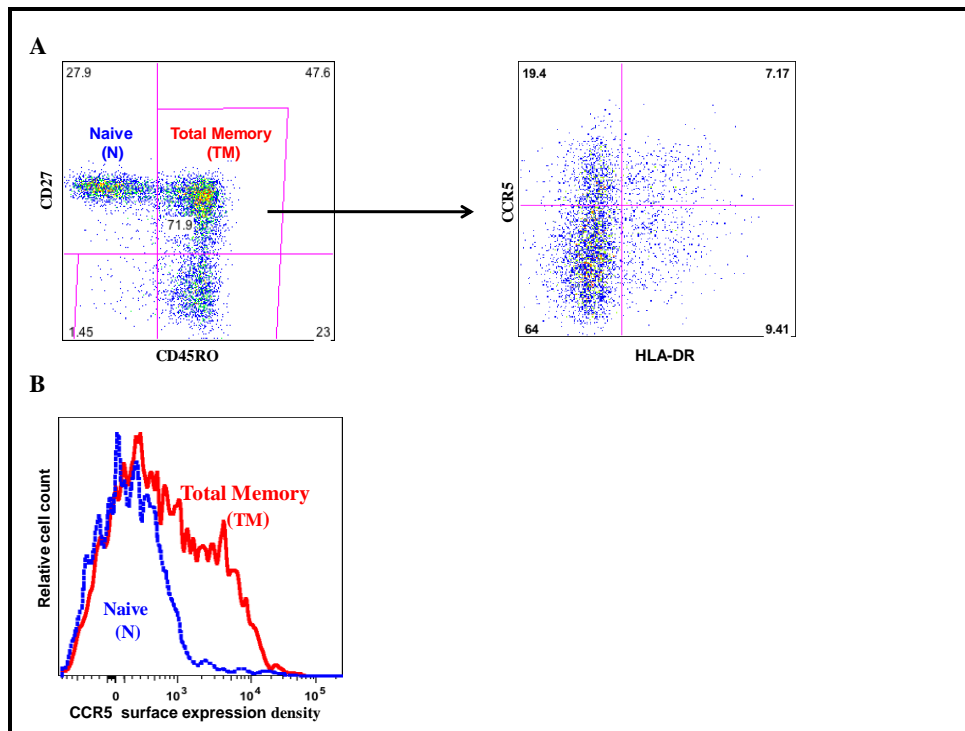 A
27.9
47.6
Naive
(N)
Total Memory
(TM)
CD27
71.9
1.45
23
CD45RO
19.4
7.17
CCR5
64
9.41
HLA-DR
B
Relative cell count
Total Memory
(TM)
Naive
(N)
0
10³
10⁴
10⁵
CCR5 surface expression density